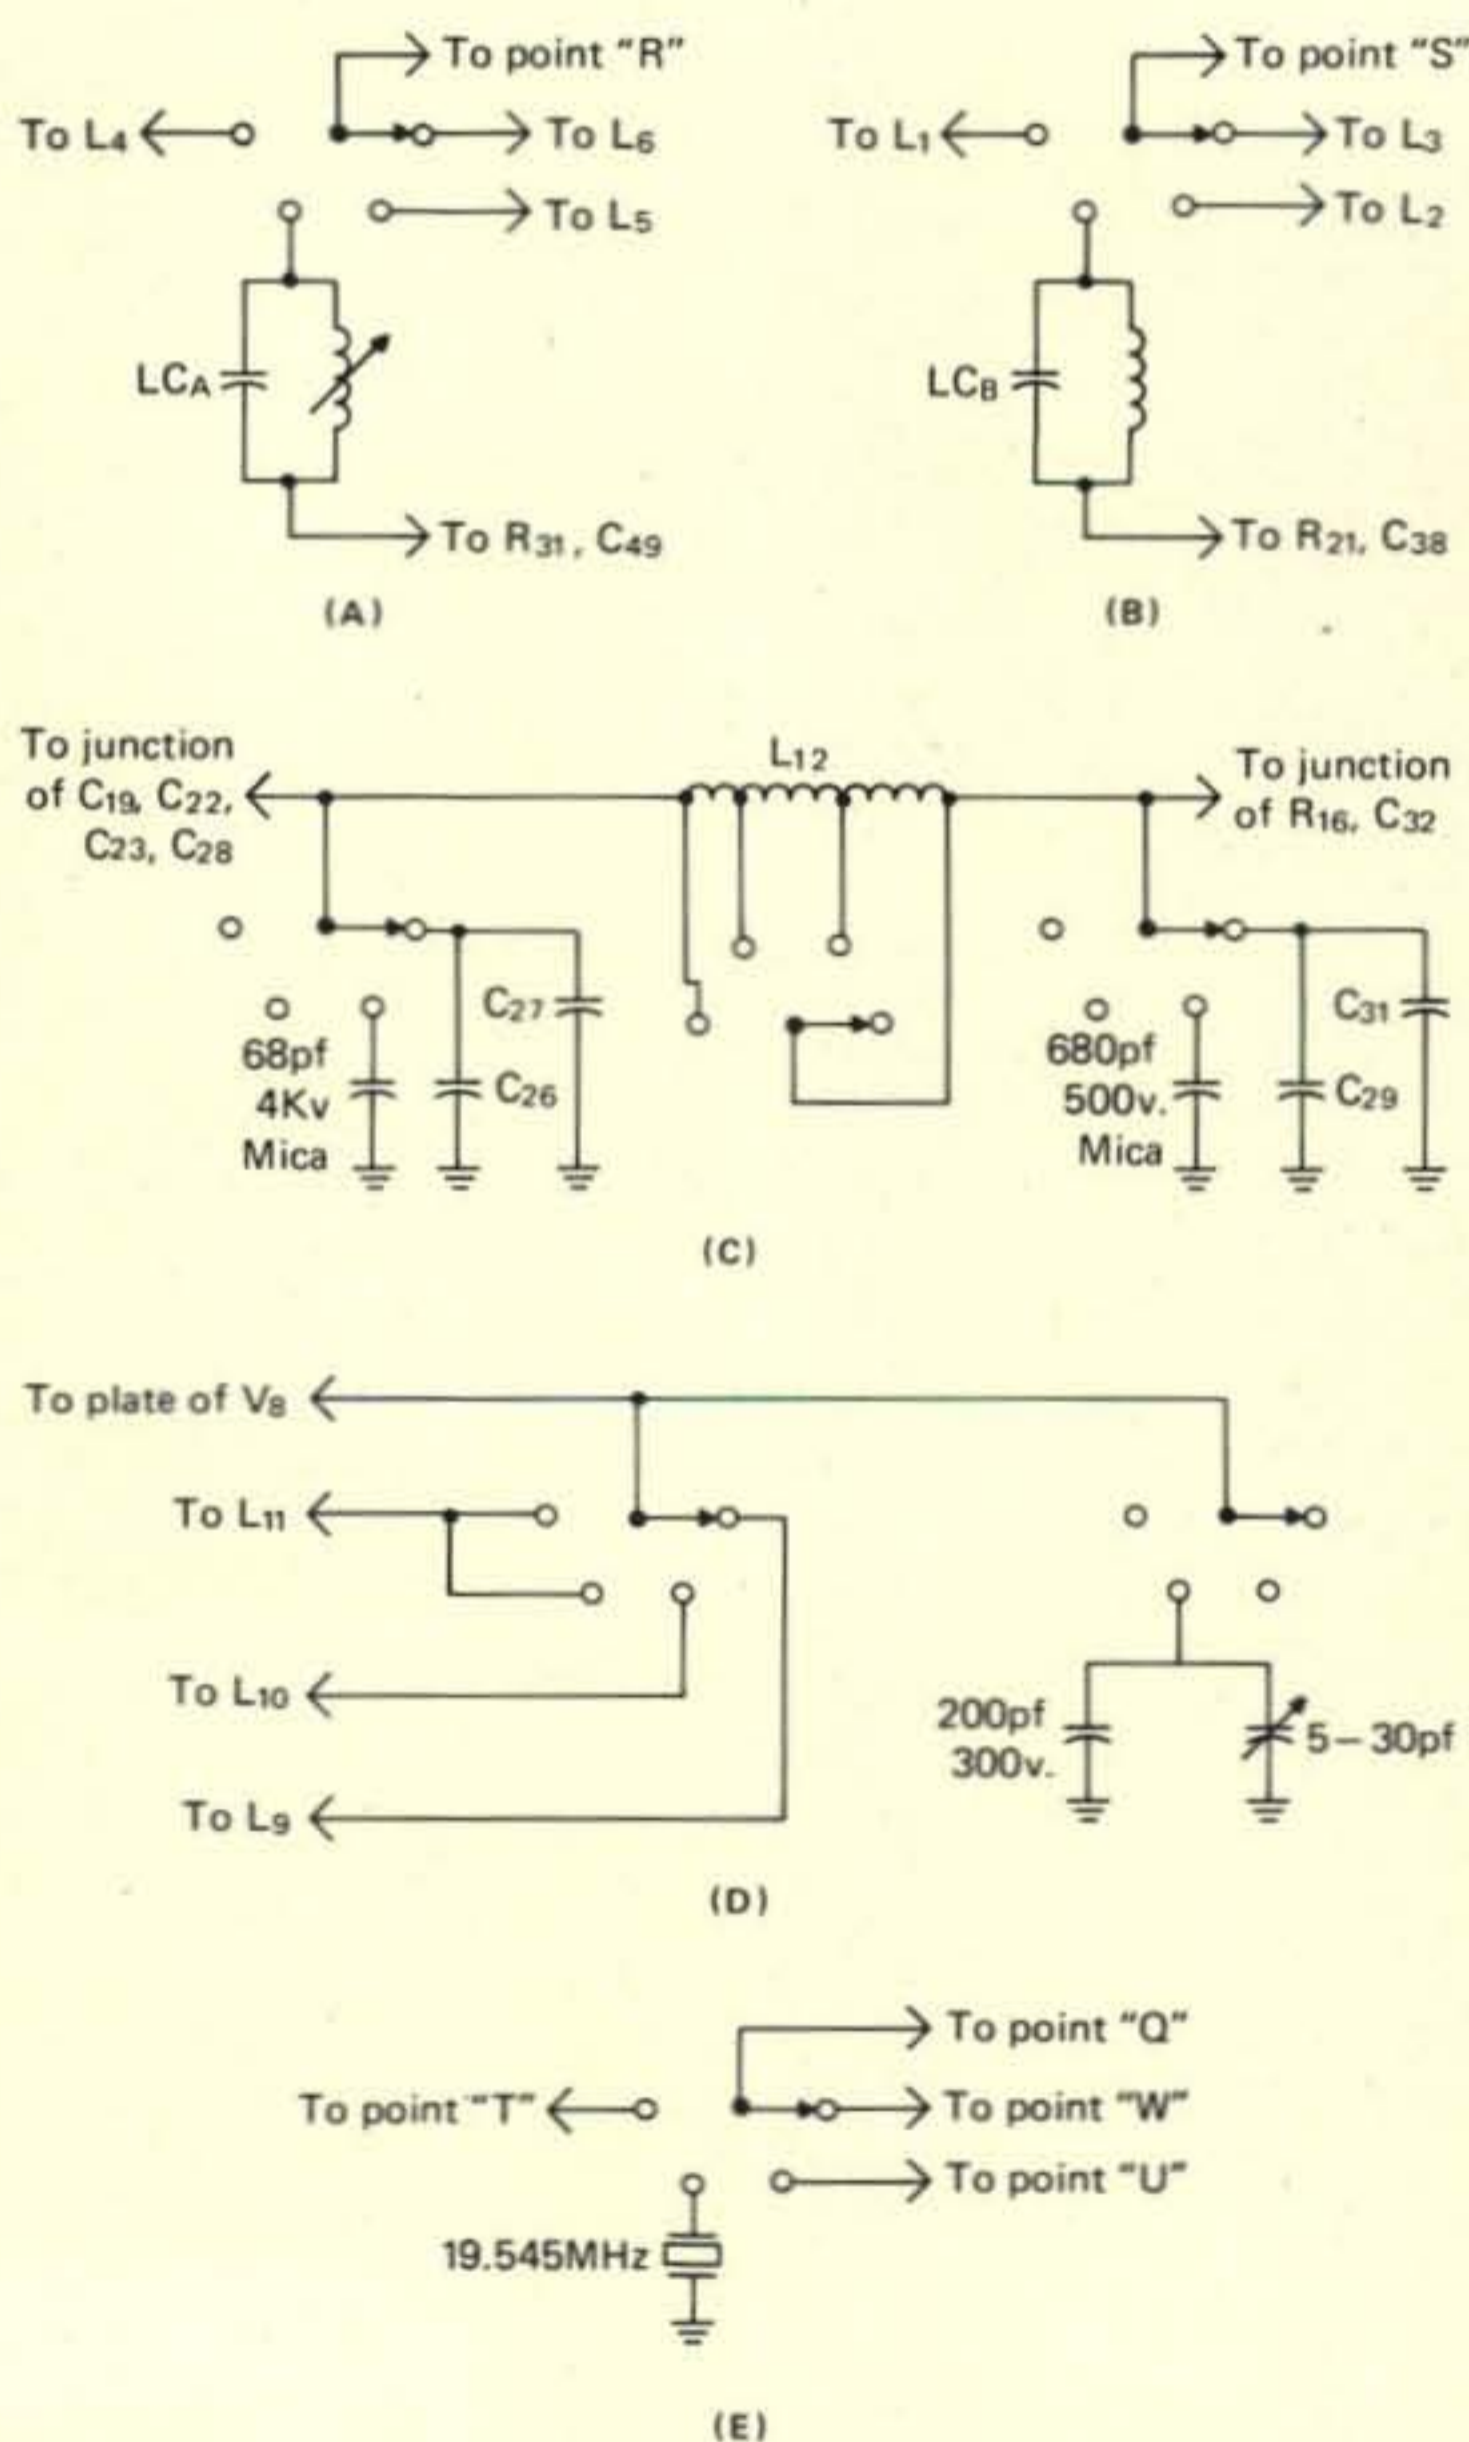 To point "R"
To L4
To L6
To L5
LCA
To R31, C49
(A)
To point "S"
To L1
To L3
To L2
LCB
To R21, C38
(B)
To junction
of C19, C22,
C23, C28
L12
To junction
of R16, C32
C27
68pf
4Kv
Mica
C26
C31
680pf
500v.
Mica
C29
(C)
To plate of V8
To L11
To L10
To L9
200pf
300v.
5–30pf
(D)
To point "Q"
To point "T"
To point "W"
To point "U"
19.545MHz
(E)